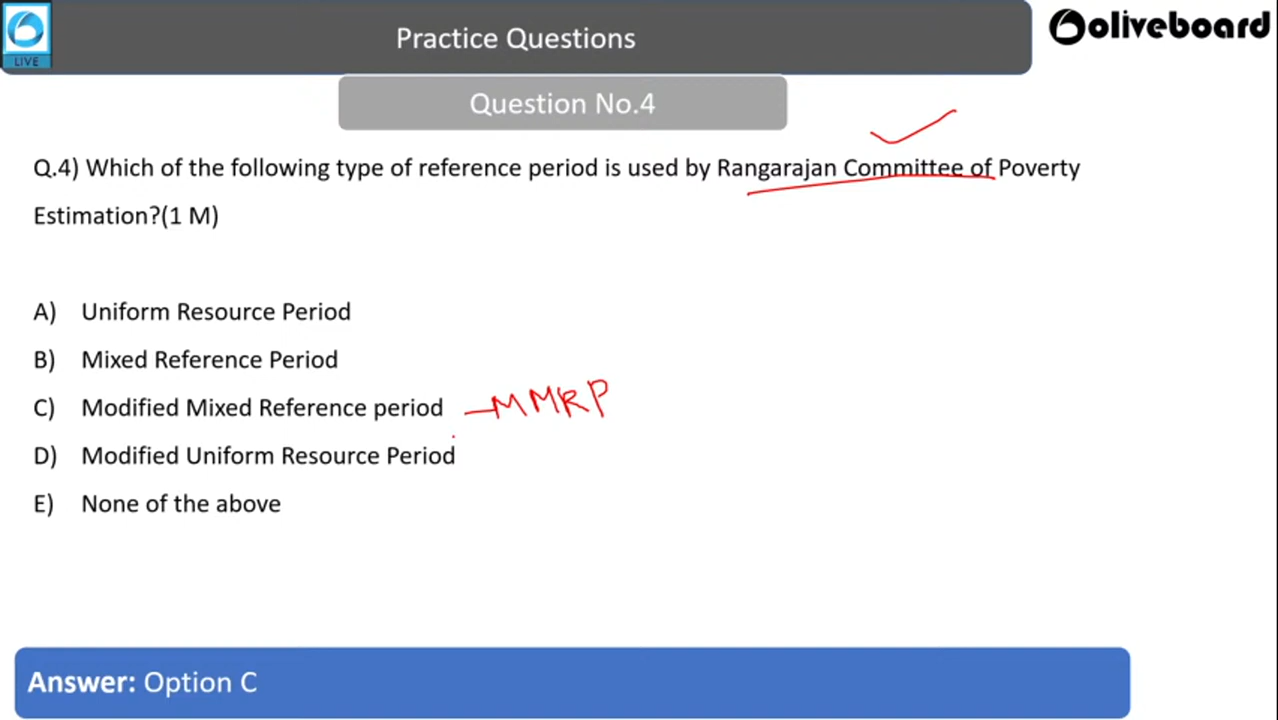 LIVE
Practice Questions
oliveboard
Question No.4
Q.4) Which of the following type of reference period is used by Rangarajan Committee of Poverty
Estimation?(1 M)
A) Uniform Resource Period
B) Mixed Reference Period
C) Modified Mixed Reference period – MMRP
D) Modified Uniform Resource Period
E) None of the above
Answer: Option C